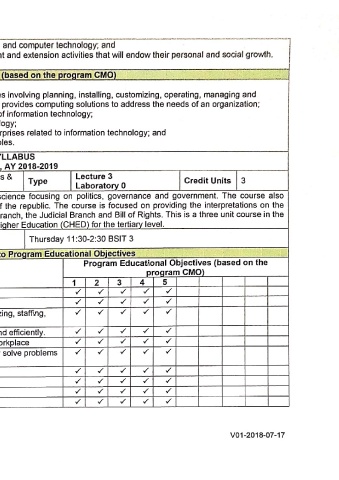 and computer technology; and
nt and extension activities that will endow their personal and social growth.
(based on the program CMO)
es involving planning, installing, customizing, operating, managing and
provides computing solutions to address the needs of an organization;
of information technology;
logy;
erprises related to information technology; and
ples.
YLLABUS
, AY 2018-2019
s & Type Lecture 3 Laboratory 0 Credit Units 3
science focusing on politics, governance and government. The course also
f the republic. The course is focused on providing the interpretations on the
ranch, the Judicial Branch and Bill of Rights. This is a three unit course in the
igher Education (CHED) for the tertiary level.
Thursday 11:30-2:30 BSIT 3
to Program Educational Objectives
Program Educational Objectives (based on the
program CMO)
1 2 3 4 5
✓ ✓ ✓ ✓ ✓
✓ ✓ ✓ ✓ ✓
zing, staffing, ✓ ✓ ✓ ✓ ✓
nd efficiently. ✓ ✓ ✓ ✓ ✓
orkplace ✓ ✓ ✓ ✓ ✓
solve problems ✓ ✓ ✓ ✓ ✓
✓ ✓ ✓ ✓ ✓
✓ ✓ ✓ ✓ ✓
✓ ✓ ✓ ✓ ✓
✓ ✓ ✓ ✓ ✓
V01-2018-07-17